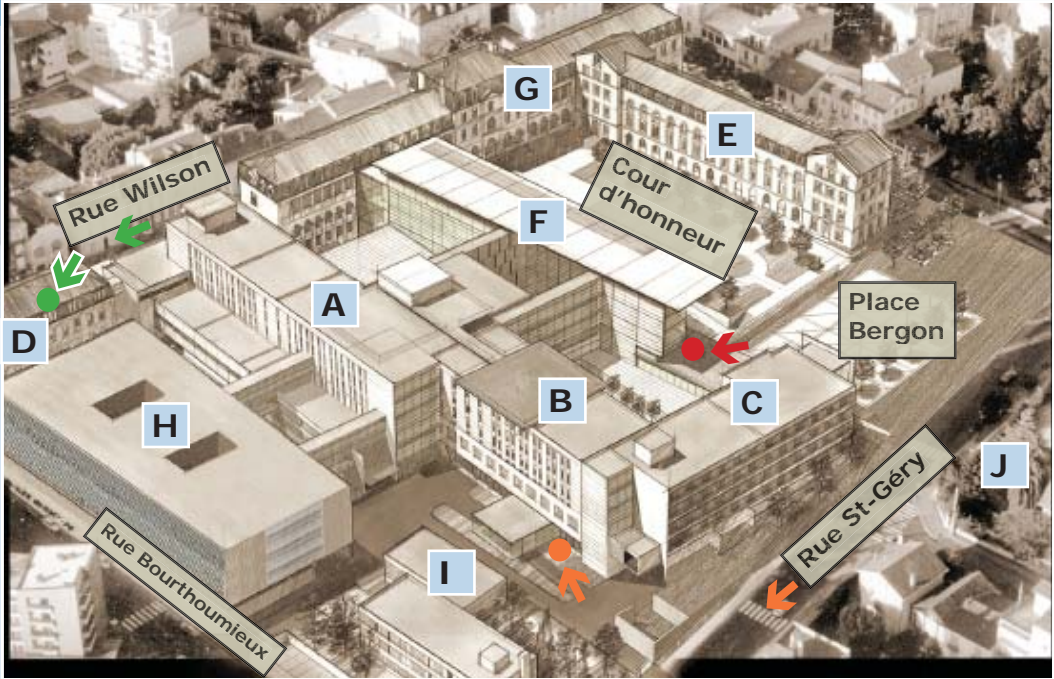 G
E
Rue Wilson
Cour
d'honneur
F
A
Place
Bergon
D
B
C
H
J
Rue St-Géry
Rue Bourthoumieux
I